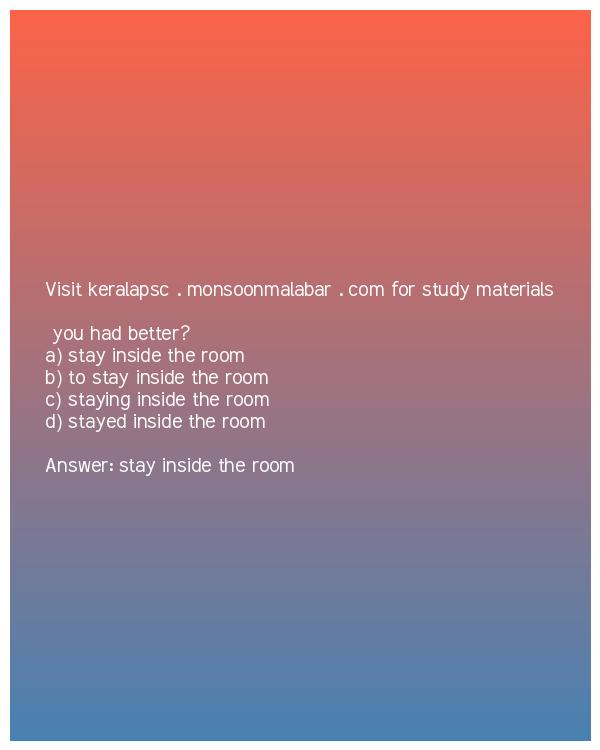 Visit keralapsc . monsoonmalabar . com for study materials
you had better?
a) stay inside the room
b) to stay inside the room
c) staying inside the room
d) stayed inside the room
Answer: stay inside the room